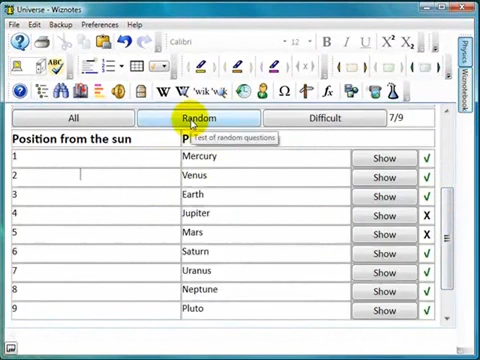 Universe - Wiznotes
File Edit Backup Preferences Help
Calibri 12 B I U X² X₂
ABC
W W 'wik 'W Σ
Physics
Wiznotebook
All Random Difficult 7/9
Test of random questions
Position from the sun P
1 Mercury Show √
2 Venus Show √
3 Earth Show √
4 Jupiter Show X
5 Mars Show X
6 Saturn Show √
7 Uranus Show √
8 Neptune Show √
9 Pluto Show √